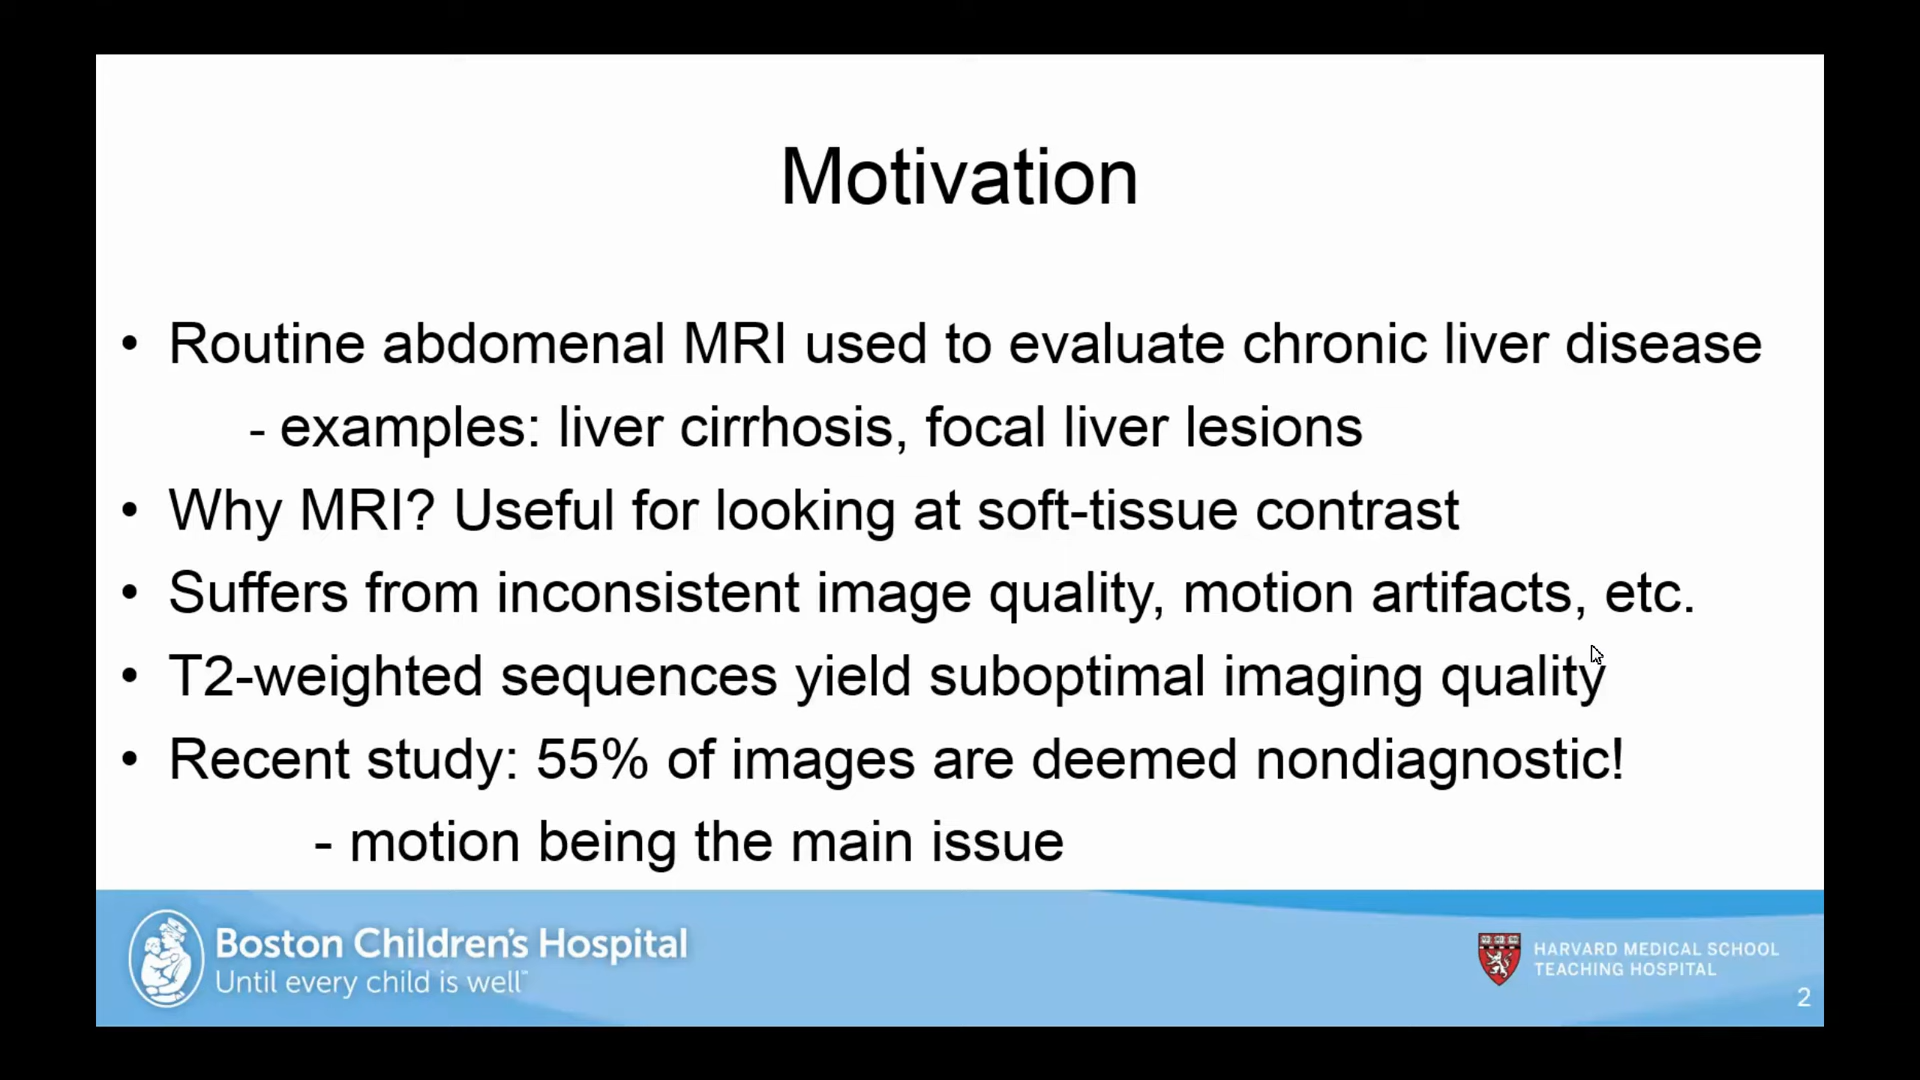 Motivation
• Routine abdomenal MRI used to evaluate chronic liver disease
- examples: liver cirrhosis, focal liver lesions
• Why MRI? Useful for looking at soft-tissue contrast
• Suffers from inconsistent image quality, motion artifacts, etc.
• T2-weighted sequences yield suboptimal imaging quality
• Recent study: 55% of images are deemed nondiagnostic!
- motion being the main issue
Boston Children's Hospital
Until every child is well™
HARVARD MEDICAL SCHOOL
TEACHING HOSPITAL
2